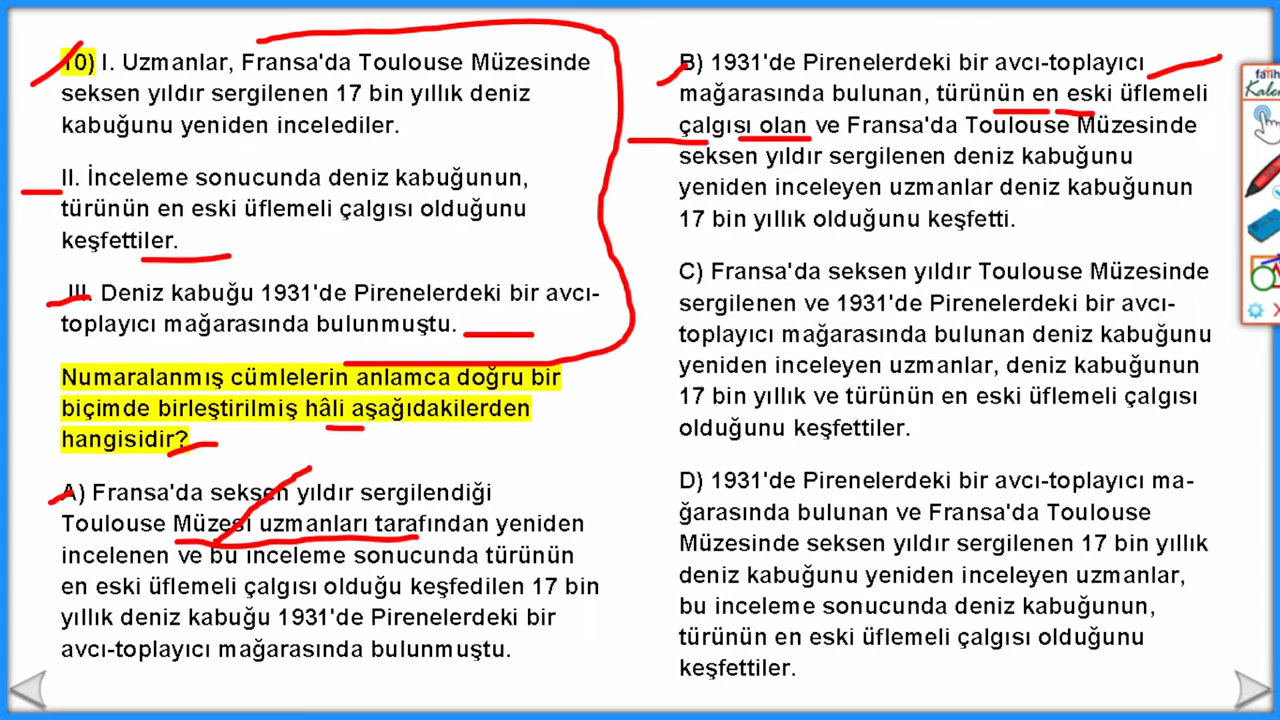 10) I. Uzmanlar, Fransa'da Toulouse Müzesinde
seksen yıldır sergilenen 17 bin yıllık deniz
kabuğunu yeniden incelediler.
II. İnceleme sonucunda deniz kabuğunun,
türünün en eski üflemeli çalgısı olduğunu
keşfettiler.
III. Deniz kabuğu 1931'de Pirenelerdeki bir avcı-
toplayıcı mağarasında bulunmuştu.
Numaralanmış cümlelerin anlamca doğru bir
biçimde birleştirilmiş hâli aşağıdakilerden
hangisidir?
A) Fransa'da seksen yıldır sergilendiği
Toulouse Müzesi uzmanları tarafından yeniden
incelenen ve bu inceleme sonucunda türünün
en eski üflemeli çalgısı olduğu keşfedilen 17 bin
yıllık deniz kabuğu 1931'de Pirenelerdeki bir
avcı-toplayıcı mağarasında bulunmuştu.
B) 1931'de Pirenelerdeki bir avcı-toplayıcı
mağarasında bulunan, türünün en eski üflemeli
çalgısı olan ve Fransa'da Toulouse Müzesinde
seksen yıldır sergilenen deniz kabuğunu
yeniden inceleyen uzmanlar deniz kabuğunun
17 bin yıllık olduğunu keşfetti.
C) Fransa'da seksen yıldır Toulouse Müzesinde
sergilenen ve 1931'de Pirenelerdeki bir avcı-
toplayıcı mağarasında bulunan deniz kabuğunu
yeniden inceleyen uzmanlar, deniz kabuğunun
17 bin yıllık ve türünün en eski üflemeli çalgısı
olduğunu keşfettiler.
D) 1931'de Pirenelerdeki bir avcı-toplayıcı ma-
ğarasında bulunan ve Fransa'da Toulouse
Müzesinde seksen yıldır sergilenen 17 bin yıllık
deniz kabuğunu yeniden inceleyen uzmanlar,
bu inceleme sonucunda deniz kabuğunun,
türünün en eski üflemeli çalgısı olduğunu
keşfettiler.
fatih
Kalem